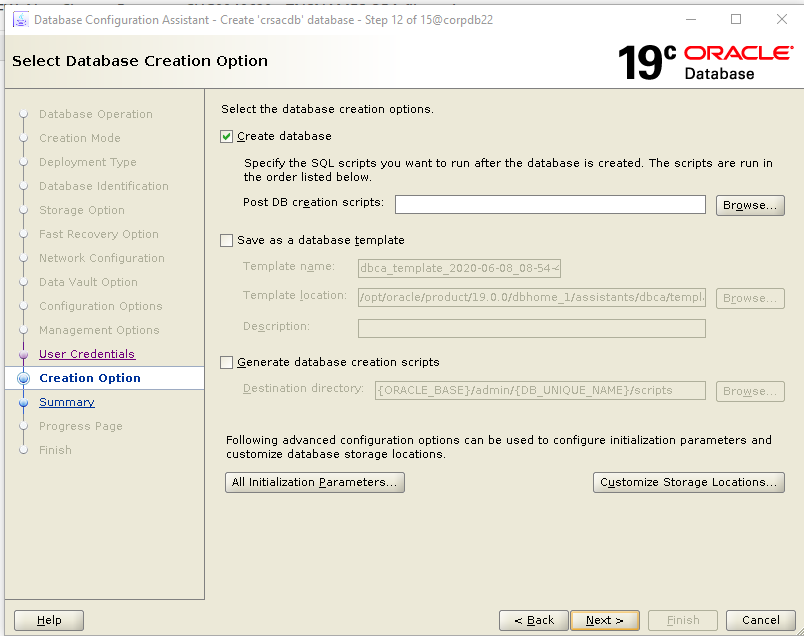 Database Configuration Assistant - Create 'crsacdb' database - Step 12 of 15@corpdb22
Select Database Creation Option
19c ORACLE Database
Database Operation
Creation Mode
Deployment Type
Database Identification
Storage Option
Fast Recovery Option
Network Configuration
Data Vault Option
Configuration Options
Management Options
User Credentials
Creation Option
Summary
Progress Page
Finish
Select the database creation options.
Create database
Specify the SQL scripts you want to run after the database is created. The scripts are run in
the order listed below.
Post DB creation scripts: Browse...
Save as a database template
Template name: dbca_template_2020-06-08_08-54-4
Template location: /opt/oracle/product/19.0.0/dbhome_1/assistants/dbca/templa Browse...
Description:
Generate database creation scripts
Destination directory: {ORACLE_BASE}/admin/{DB_UNIQUE_NAME}/scripts Browse...
Following advanced configuration options can be used to configure initialization parameters and
customize database storage locations.
All Initialization Parameters... Customize Storage Locations...
Help < Back Next > Finish Cancel